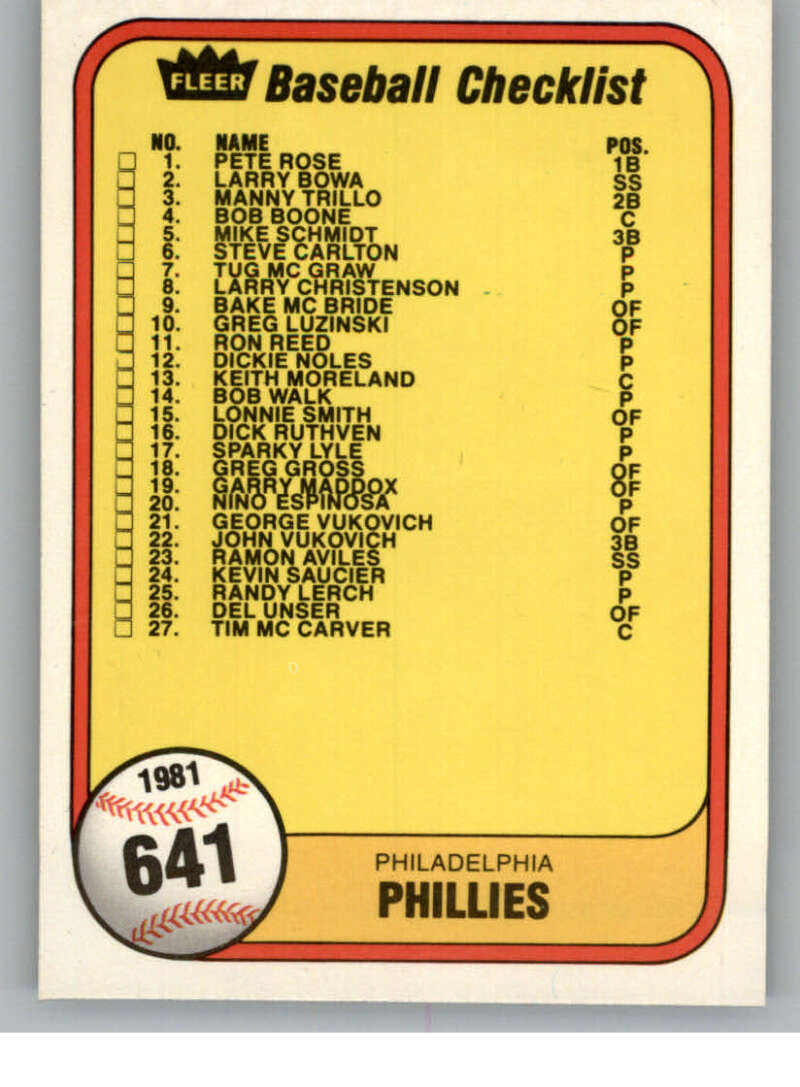 FLEER Baseball Checklist
NO. NAME POS.
1. PETE ROSE 1B
2. LARRY BOWA SS
3. MANNY TRILLO 2B
4. BOB BOONE C
5. MIKE SCHMIDT 3B
6. STEVE CARLTON P
7. TUG MC GRAW P
8. LARRY CHRISTENSON P
9. BAKE MC BRIDE OF
10. GREG LUZINSKI OF
11. RON REED P
12. DICKIE NOLES P
13. KEITH MORELAND C
14. BOB WALK P
15. LONNIE SMITH OF
16. DICK RUTHVEN P
17. SPARKY LYLE P
18. GREG GROSS OF
19. GARRY MADDOX OF
20. NINO ESPINOSA P
21. GEORGE VUKOVICH OF
22. JOHN VUKOVICH 3B
23. RAMON AVILES SS
24. KEVIN SAUCIER P
25. RANDY LERCH P
26. DEL UNSER OF
27. TIM MC CARVER C
1981
641
PHILADELPHIA
PHILLIES